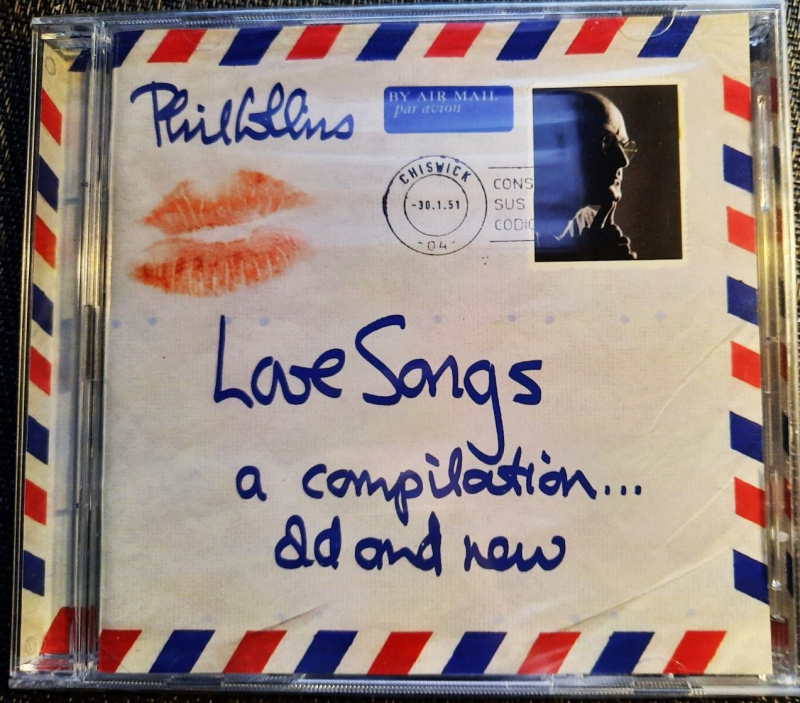 Phil Collins
BY AIR MAIL
par avion
CHISWICK
-30.1.51
-04-
CONS
SUS
CODIC
Love Songs
a compilation...
old and new